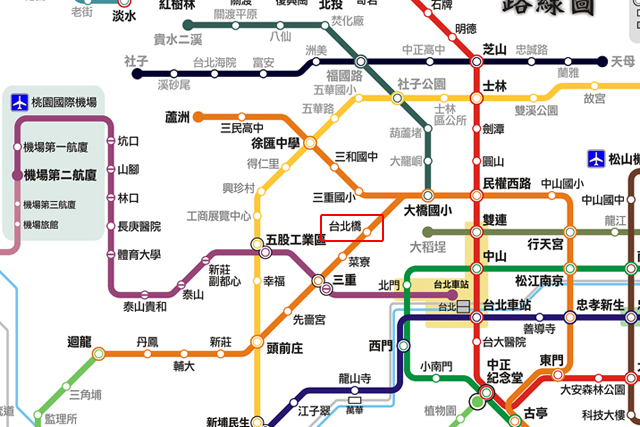 路線圖
紅樹林
北投
石牌
老街
淡水
關渡平原
焚化廠
明德
貴水二溪
八仙
社子
洲美
中正高中
芝山
忠誠路
天母
台北海院
富安
福國路
溪砂尾
社子公園
蘭雅
桃園國際機場
五華國小
士林
故宮
蘆洲
五華路
士林
區公所
雙溪公園
三民高中
葫蘆堵
劍潭
坑口
徐匯中學
機場第一航廈
三和國中
大龍峒
圓山
松山機
山腳
得仁里
機場第二航廈
民權西路
林口
興珍村
三重國小
中山國小
中山國中
機場第三航廈
大橋國小
機場旅館
長庚醫院
工商展覽中心
台北橋
雙連
龍江
五股工業區
大稻埕
行天宮
體育大學
菜寮
中山
新莊
副都心
幸福
三重
北門
台北車站
松江南京
泰山
台北
泰山貴和
台北車站
忠孝新生
先嗇宮
善導寺
迴龍
丹鳳
新莊
頭前庄
西門
台大醫院
輔大
小南門
中正
紀念堂
東門
三角埔
龍山寺
大安森林公園
萬華
監理所
江子翠
植物園
古亭
科技大樓
新埔民生